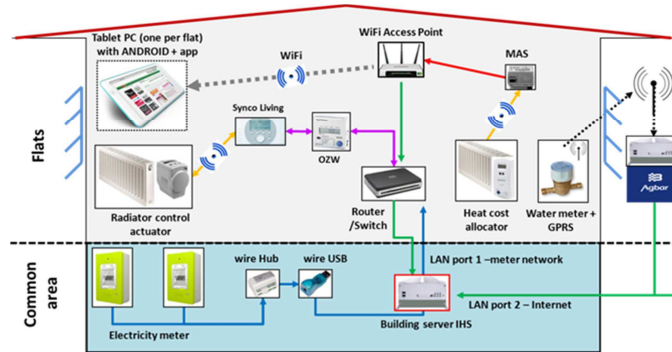 Tablet PC (one per flat)
with ANDROID + app
WiFi
WiFi Access Point
MAS
Synco Living
OZW
Flats
Radiator control
actuator
Router
/Switch
Heat cost
allocator
Water meter +
GPRS
Agbar
Common
area
wire Hub
wire USB
LAN port 1 –meter network
LAN port 2 – Internet
Electricity meter
Building server IHS